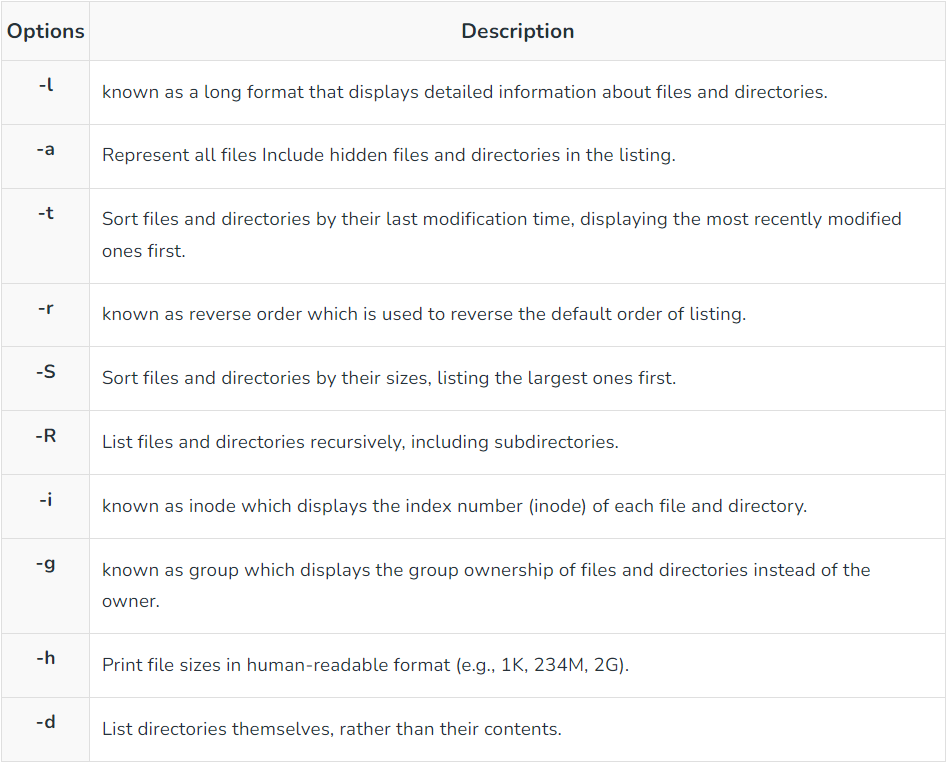 Options Description
-l known as a long format that displays detailed information about files and directories.
-a Represent all files Include hidden files and directories in the listing.
-t Sort files and directories by their last modification time, displaying the most recently modified
ones first.
-r known as reverse order which is used to reverse the default order of listing.
-S Sort files and directories by their sizes, listing the largest ones first.
-R List files and directories recursively, including subdirectories.
-i known as inode which displays the index number (inode) of each file and directory.
-g known as group which displays the group ownership of files and directories instead of the
owner.
-h Print file sizes in human-readable format (e.g., 1K, 234M, 2G).
-d List directories themselves, rather than their contents.